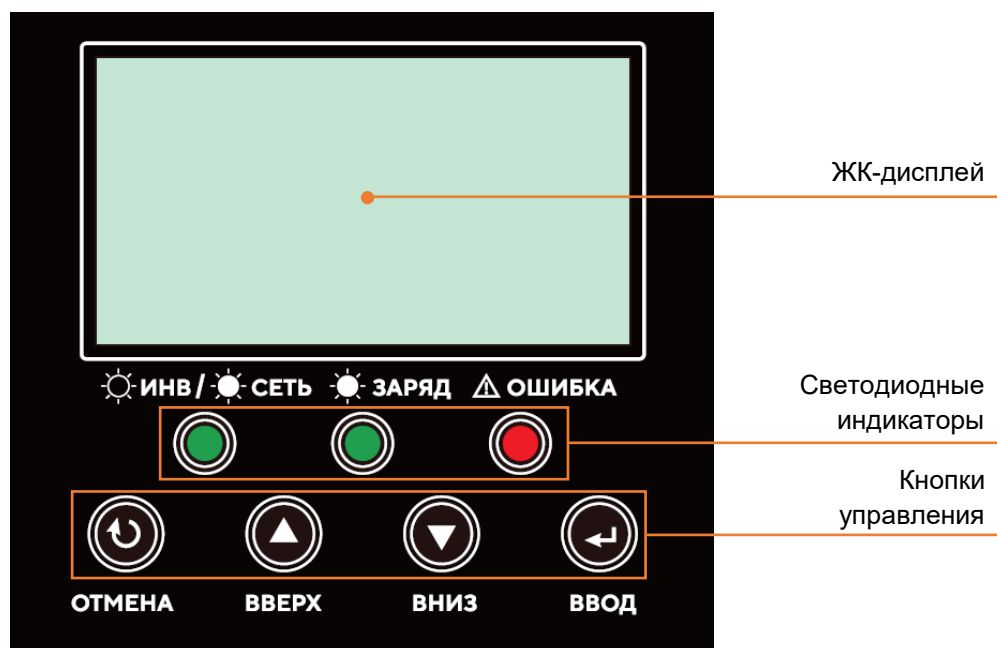 ЖК-дисплей
ИНВ / СЕТЬ ЗАРЯД ОШИБКА
Светодиодные
индикаторы
Кнопки
управления
ОТМЕНА ВВЕРХ ВНИЗ ВВОД